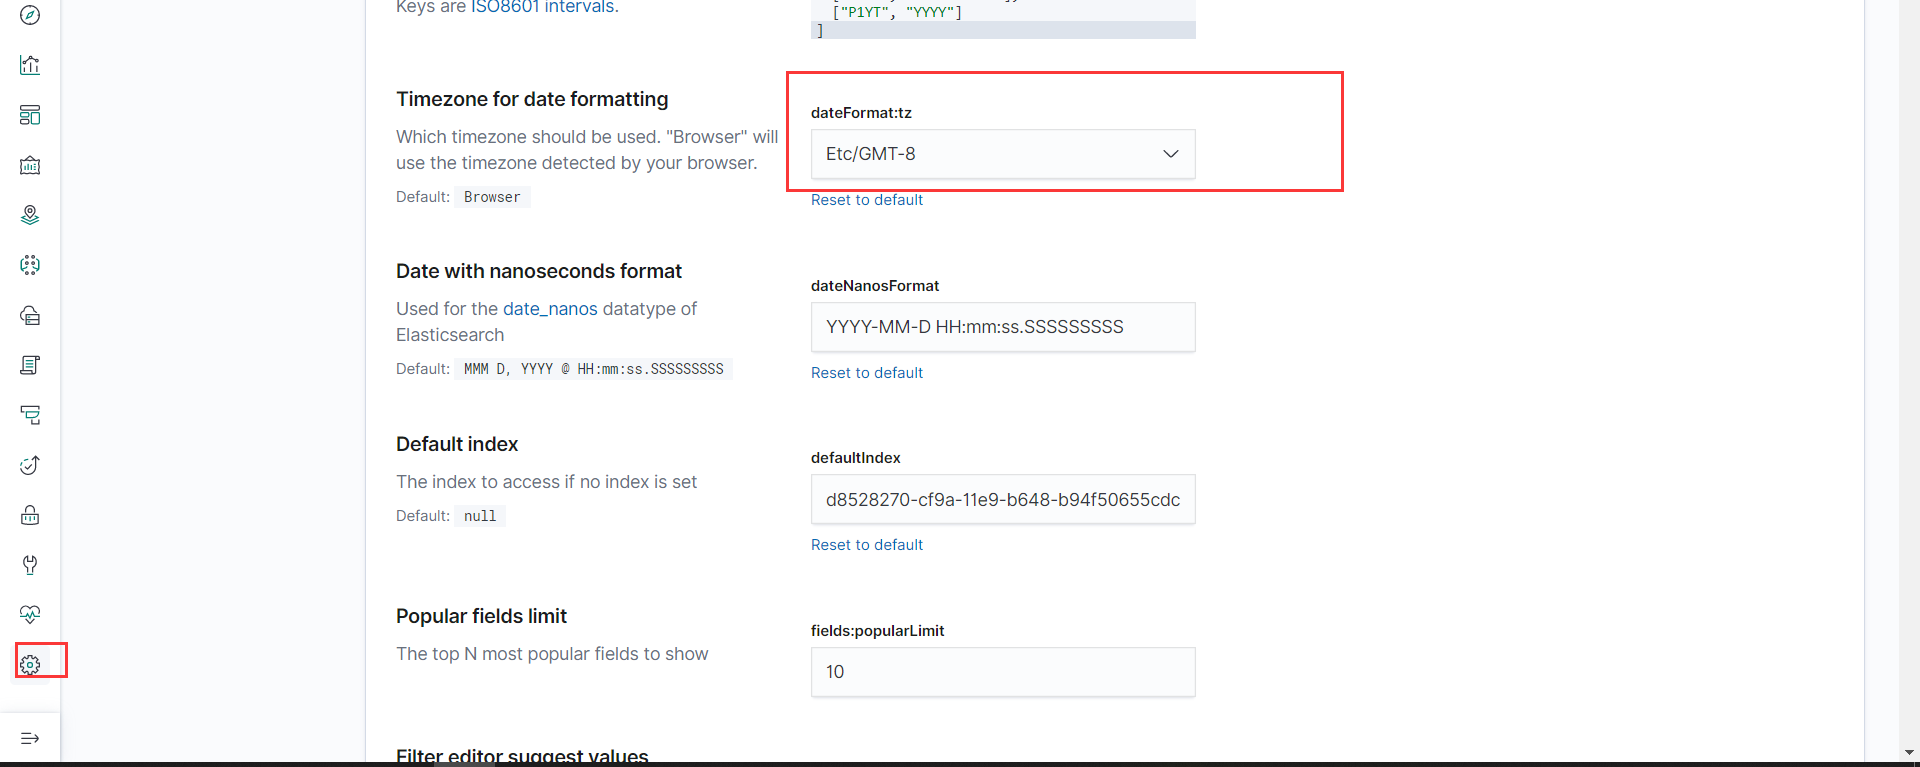 Keys are ISO8601 intervals.
["P1YT", "YYYY"]
]
Timezone for date formatting
Which timezone should be used. "Browser" will
use the timezone detected by your browser.
Default: Browser
dateFormat:tz
Etc/GMT-8
Reset to default
Date with nanoseconds format
Used for the date_nanos datatype of
Elasticsearch
Default: MMM D, YYYY @ HH:mm:ss.SSSSSSSSS
dateNanosFormat
YYYY-MM-D HH:mm:ss.SSSSSSSSS
Reset to default
Default index
The index to access if no index is set
Default: null
defaultIndex
d8528270-cf9a-11e9-b648-b94f50655cdc
Reset to default
Popular fields limit
The top N most popular fields to show
fields:popularLimit
10
Filter editor suggest values